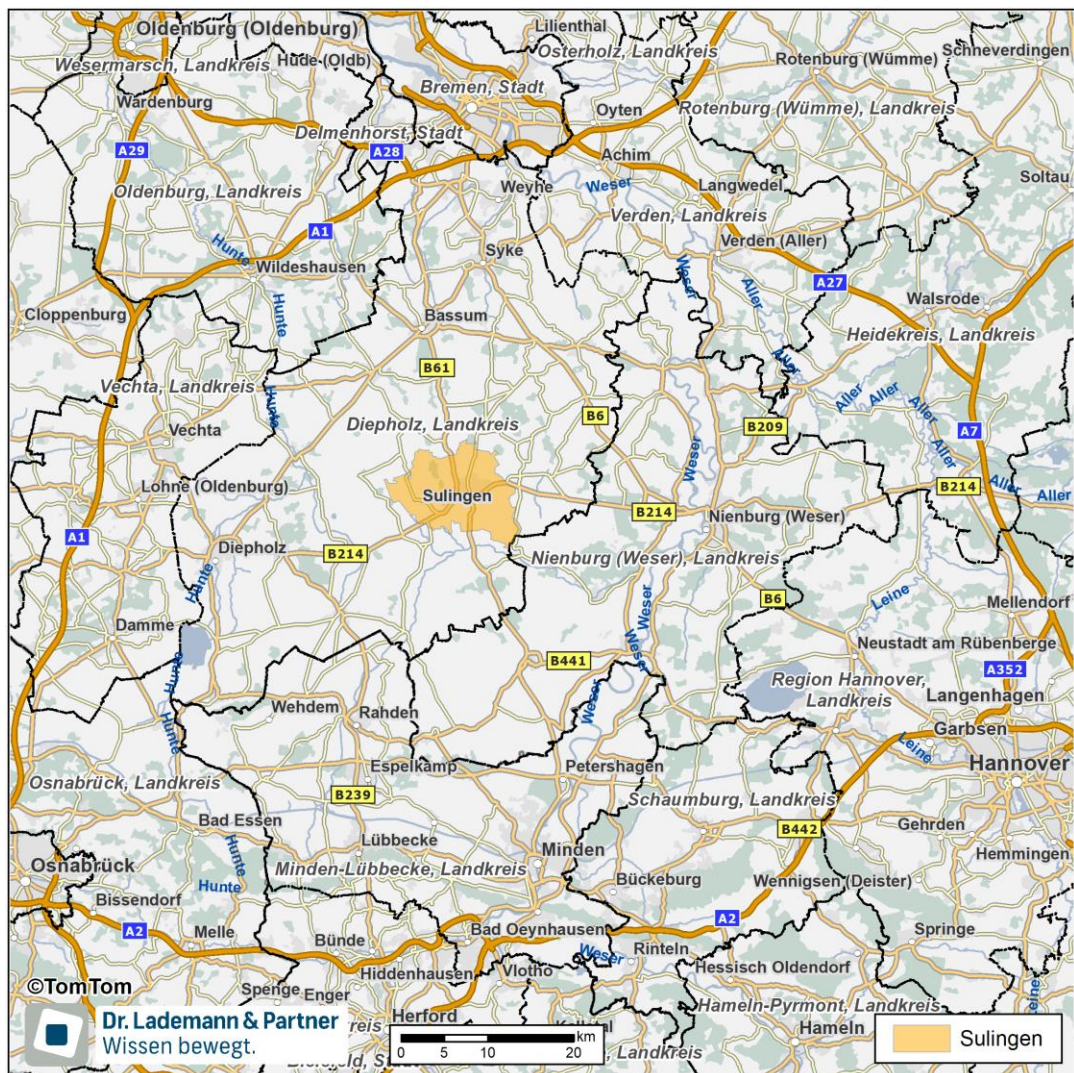 Oldenburg (Oldenburg)
Wesermarsch, Landkreis
Hude (Oldb)
Lilienthal
Osterholz, Landkreis
Schneverdingen
Rotenburg (Wümme)
Bremen, Stadt
Wardenburg
Oyten
Rotenburg (Wümme), Landkreis
Delmenhorst, Stadt
A29
A28
Achim
Soltau
Oldenburg, Landkreis
Weyhe
Weser
Langwedel
Verden, Landkreis
A1
Hunte
Wildeshausen
Syke
Verden (Aller)
Weser
A27
Aller
Hunte
Cloppenburg
Bassum
Walsrode
Heidekreis, Landkreis
B61
Aller
Vechta, Landkreis
Hunte
Aller
Aller
Diepholz, Landkreis
B6
B209
Aller
A7
Vechta
Weser
Aller
Lohne (Oldenburg)
Sulingen
B214
Aller
Aller
B214
Nienburg (Weser)
A1
Diepholz
B214
Nienburg (Weser), Landkreis
Hunte
Weser
B6
Leine
Mellendorf
Damme
Weser
Neustadt am Rübenberge
Hunte
B441
A352
Region Hannover,
Landkreis
Langenhagen
Weser
Wehdem
Rahden
Hunte
Garbsen
Leine
Osnabrück, Landkreis
Espelkamp
Petershagen
Hannover
B239
Schaumburg, Landkreis
Bad Essen
Lübbecke
B442
Gehrden
Hunte
Minden
Hemmingen
Osnabrück
Minden-Lübbecke, Landkreis
Hunte
Bückeburg
Wennigsen (Deister)
Bissendorf
A2
A2
Melle
Bünde
Bad Oeynhausen
Springe
Weser
Rinteln
Hiddenhausen
Vlotho
Hessisch Oldendorf
©TomTom
Spenge
Enger
Herford
Hameln-Pyrmont, Landkreis
Hameln
Dr. Lademann & Partner
Wissen bewegt.
km
0 5 10 20
Sulingen